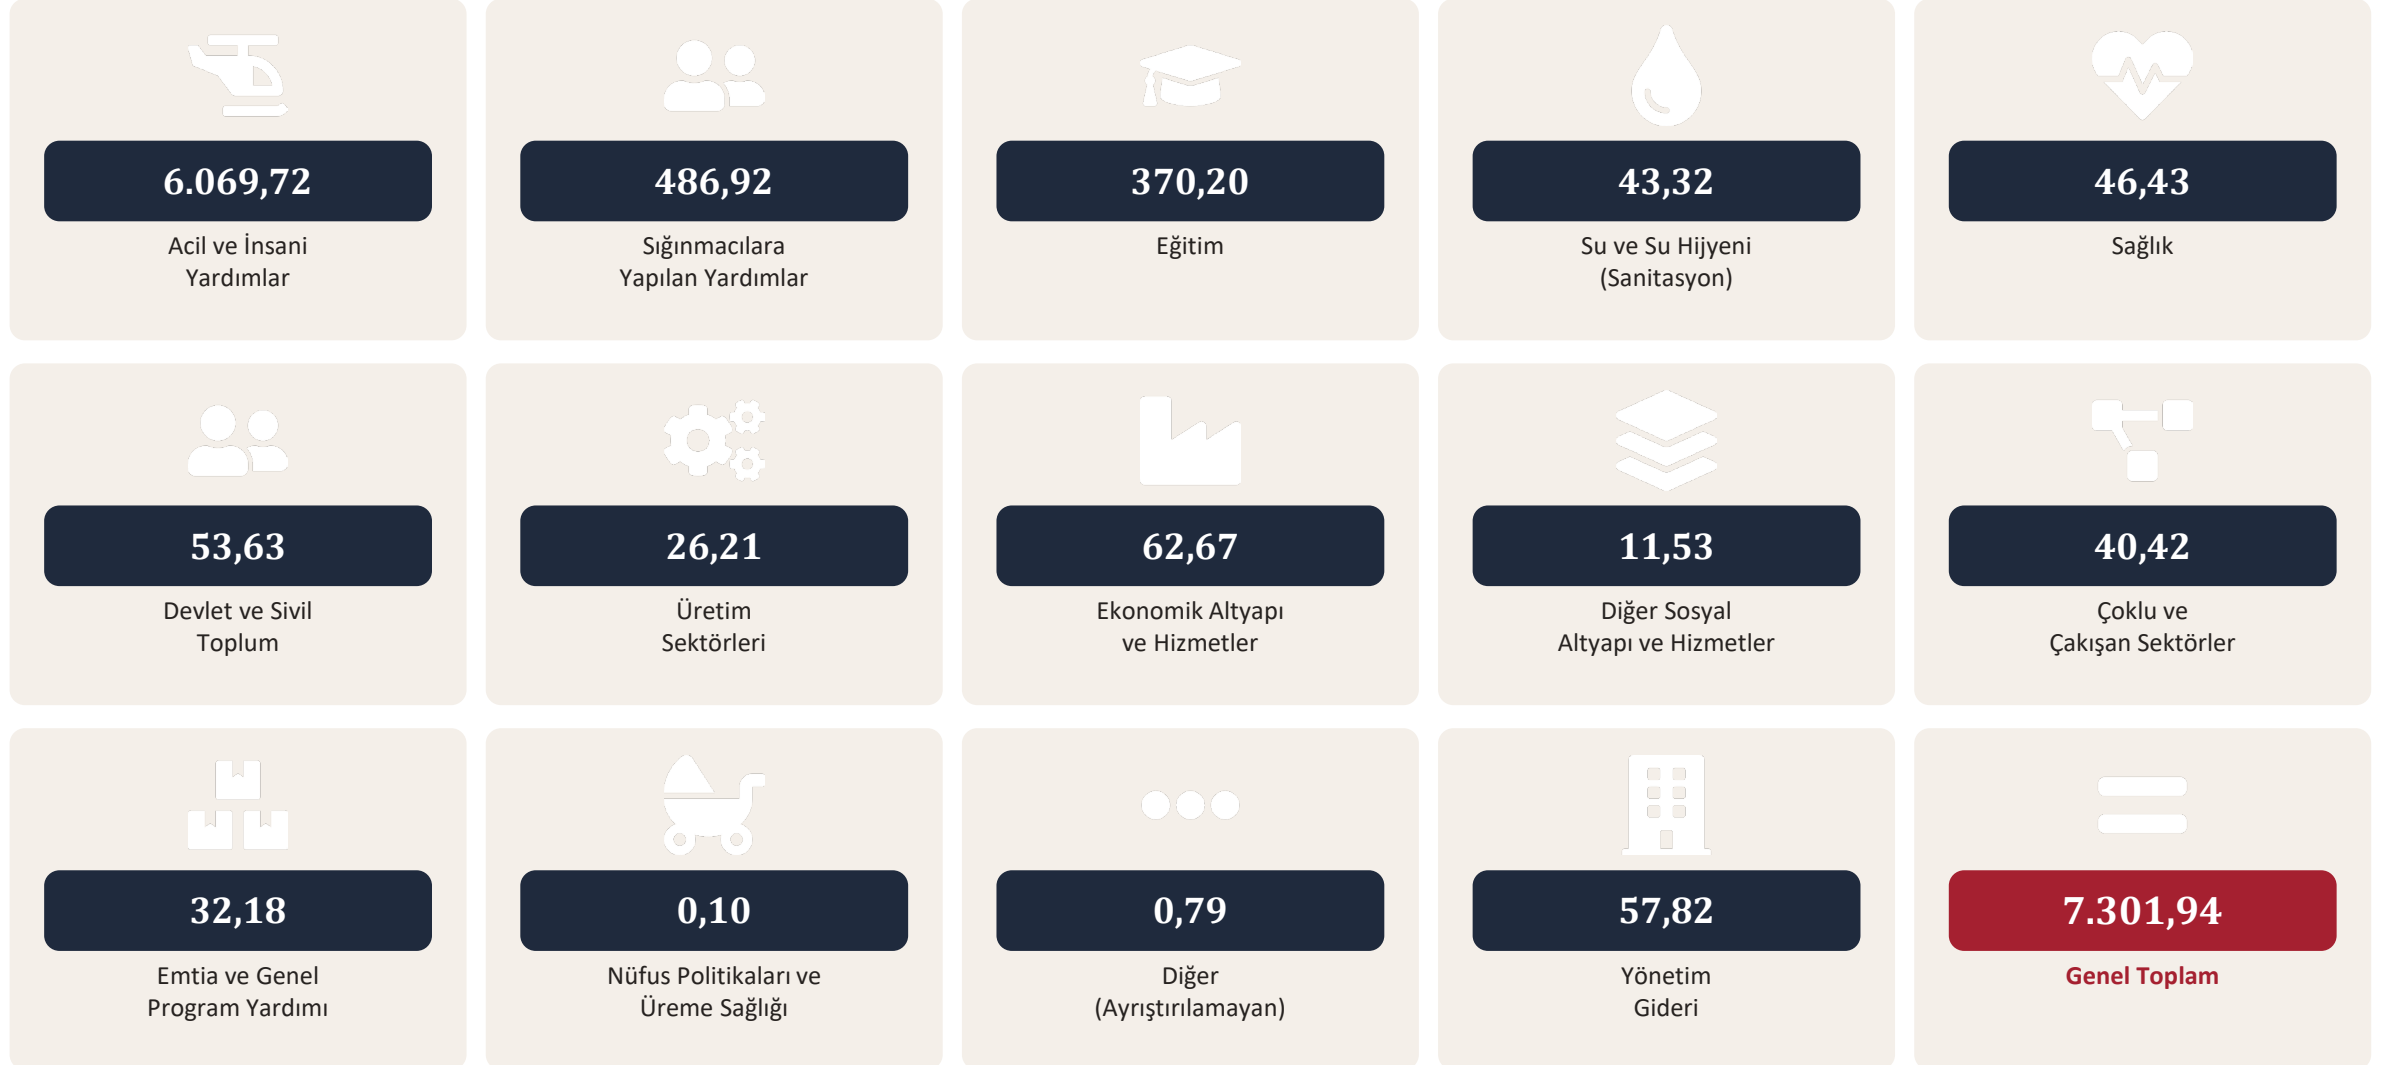 6.069,72
Acil ve İnsani
Yardımlar
486,92
Sığınmacılara
Yapılan Yardımlar
370,20
Eğitim
43,32
Su ve Su Hijyeni
(Sanitasyon)
46,43
Sağlık
53,63
Devlet ve Sivil
Toplum
26,21
Üretim
Sektörleri
62,67
Ekonomik Altyapı
ve Hizmetler
11,53
Diğer Sosyal
Altyapı ve Hizmetler
40,42
Çoklu ve
Çakışan Sektörler
32,18
Emtia ve Genel
Program Yardımı
0,10
Nüfus Politikaları ve
Üreme Sağlığı
0,79
Diğer
(Ayrıştırılamayan)
57,82
Yönetim
Gideri
7.301,94
Genel Toplam